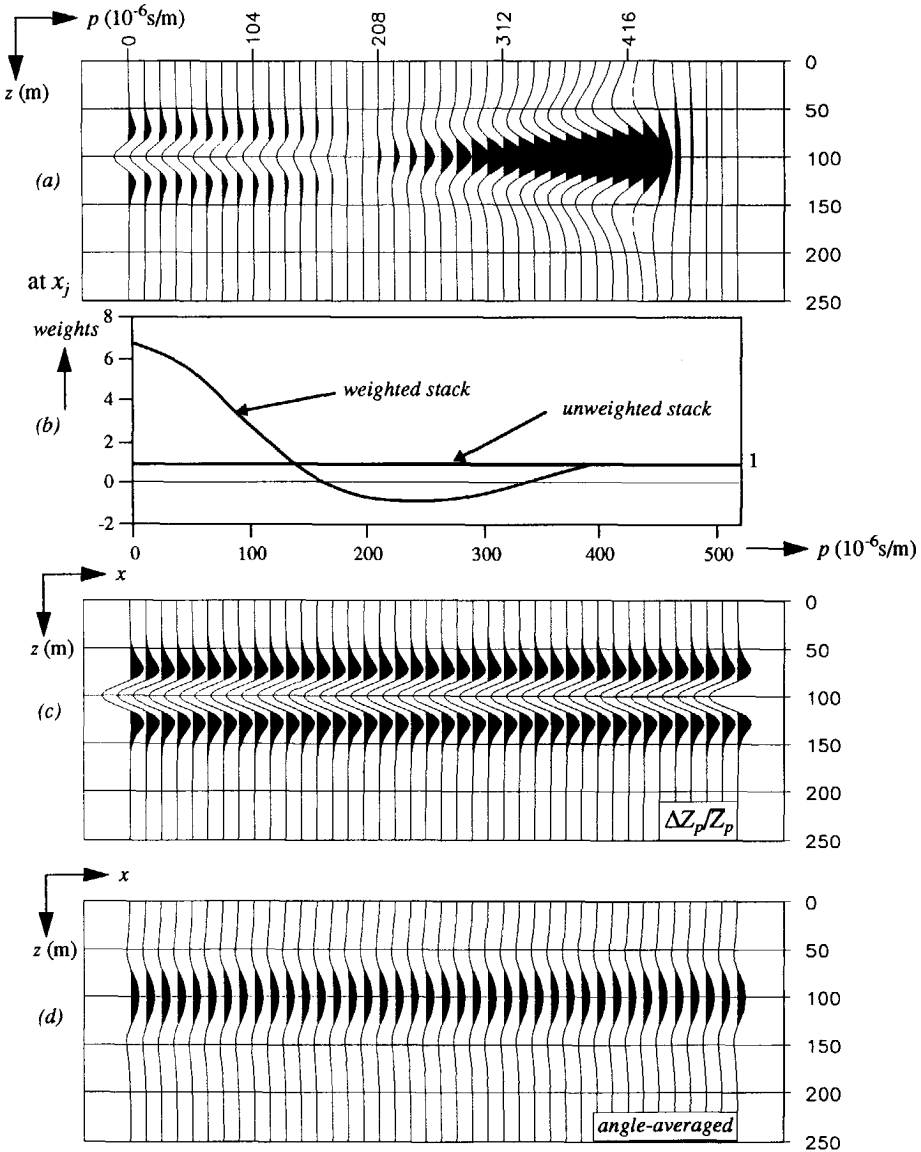 p (10⁻⁶s/m)
0 104 208 312 416
z (m)
0
50
100
150
200
250
(a)
at xⱼ
weights
8
6
4
2
0
-2
(b)
weighted stack
unweighted stack
1
0 100 200 300 400 500
p (10⁻⁶s/m)
x
z (m)
0
50
100
150
200
250
(c)
ΔZₚ/Z̅ₚ
x
z (m)
0
50
100
150
200
250
(d)
angle-averaged